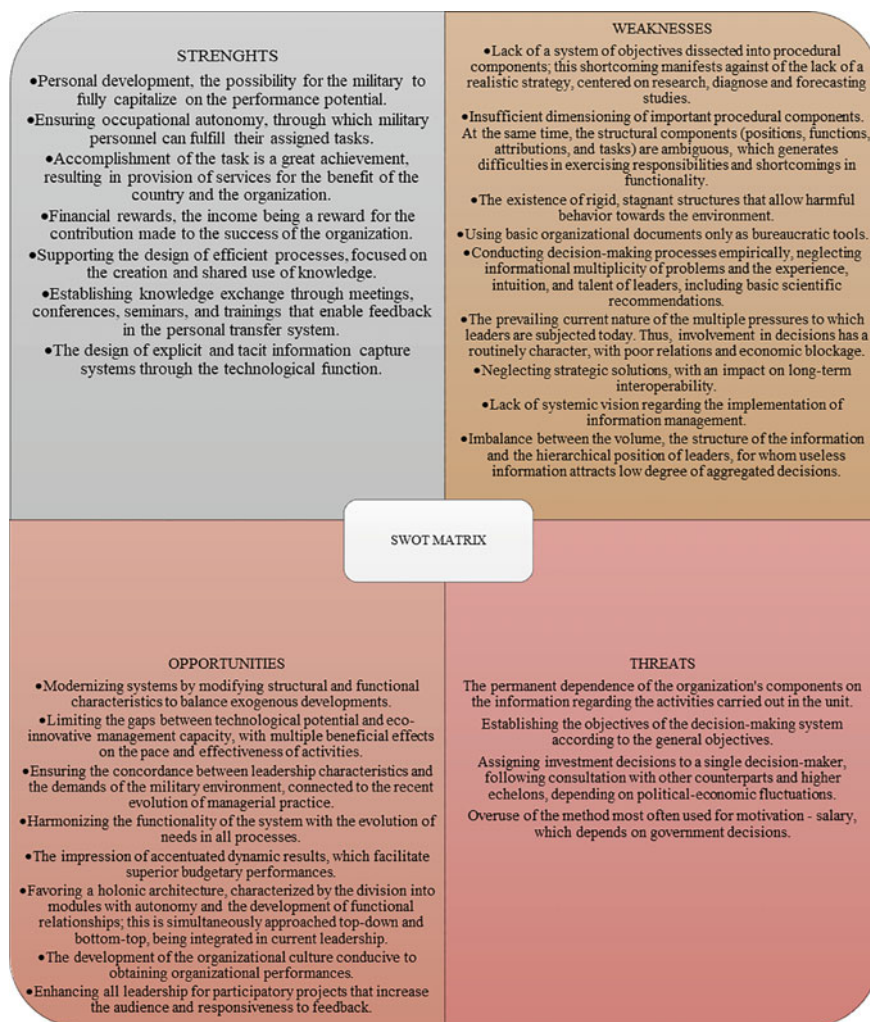 STRENGHTS
●Personal development, the possibility for the military to
fully capitalize on the performance potential.
●Ensuring occupational autonomy, through which military
personnel can fulfill their assigned tasks.
●Accomplishment of the task is a great achievement,
resulting in provision of services for the benefit of the
country and the organization.
●Financial rewards, the income being a reward for the
contribution made to the success of the organization.
●Supporting the design of efficient processes, focused on
the creation and shared use of knowledge.
●Establishing knowledge exchange through meetings,
conferences, seminars, and trainings that enable feedback
in the personal transfer system.
●The design of explicit and tacit information capture
systems through the technological function.
WEAKNESSES
●Lack of a system of objectives dissected into procedural
components; this shortcoming manifests against of the lack of a
realistic strategy, centered on research, diagnose and forecasting
studies.
●Insufficient dimensioning of important procedural components.
At the same time, the structural components (positions, functions,
attributions, and tasks) are ambiguous, which generates
difficulties in exercising responsibilities and shortcomings in
functionality.
●The existence of rigid, stagnant structures that allow harmful
behavior towards the environment.
●Using basic organizational documents only as bureaucratic tools.
●Conducting decision-making processes empirically, neglecting
informational multiplicity of problems and the experience,
intuition, and talent of leaders, including basic scientific
recommendations.
●The prevailing current nature of the multiple pressures to which
leaders are subjected today. Thus, involvement in decisions has a
routinely character, with poor relations and economic blockage.
●Neglecting strategic solutions, with an impact on long-term
interoperability.
●Lack of systemic vision regarding the implementation of
information management.
●Imbalance between the volume, the structure of the information
and the hierarchical position of leaders, for whom useless
information attracts low degree of aggregated decisions.
SWOT MATRIX
OPPORTUNITIES
●Modernizing systems by modifying structural and functional
characteristics to balance exogenous developments.
●Limiting the gaps between technological potential and eco-
innovative management capacity, with multiple beneficial effects
on the pace and effectiveness of activities.
●Ensuring the concordance between leadership characteristics and
the demands of the military environment, connected to the recent
evolution of managerial practice.
●Harmonizing the functionality of the system with the evolution of
needs in all processes.
●The impression of accentuated dynamic results, which facilitate
superior budgetary performances.
●Favoring a holonic architecture, characterized by the division into
modules with autonomy and the development of functional
relationships; this is simultaneously approached top-down and
bottom-top, being integrated in current leadership.
●The development of the organizational culture conducive to
obtaining organizational performances.
●Enhancing all leadership for participatory projects that increase
the audience and responsiveness to feedback.
THREATS
The permanent dependence of the organization's components on
the information regarding the activities carried out in the unit.
Establishing the objectives of the decision-making system
according to the general objectives.
Assigning investment decisions to a single decision-maker,
following consultation with other counterparts and higher
echelons, depending on political-economic fluctuations.
Overuse of the method most often used for motivation - salary,
which depends on government decisions.